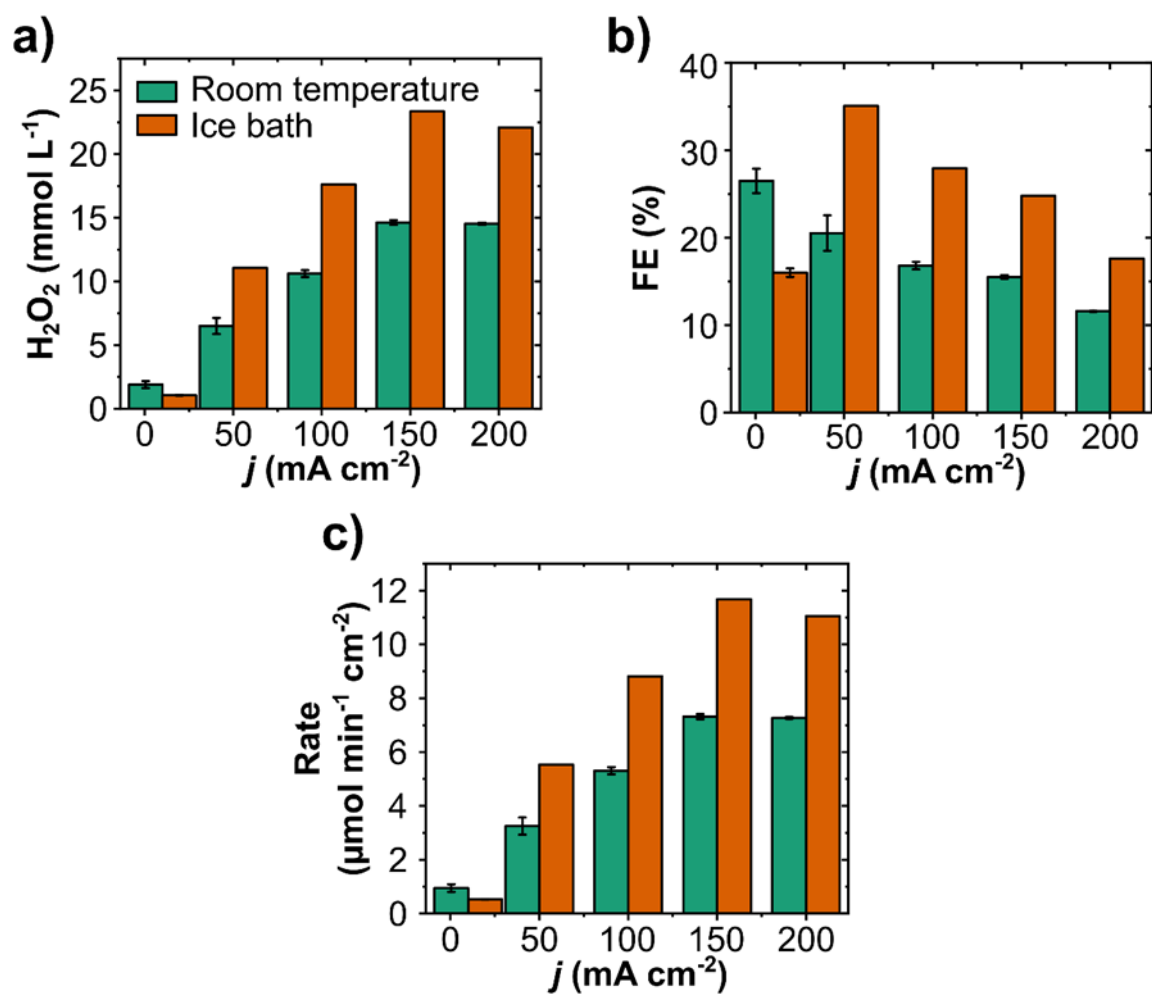 a)
H₂O₂ (mmol L⁻¹)
25
20
15
10
5
0
Room temperature
Ice bath
0 50 100 150 200
j (mA cm⁻²)
b)
FE (%)
40
30
20
10
0
0 50 100 150 200
j (mA cm⁻²)
c)
Rate
(µmol min⁻¹ cm⁻²)
12
10
8
6
4
2
0
0 50 100 150 200
j (mA cm⁻²)